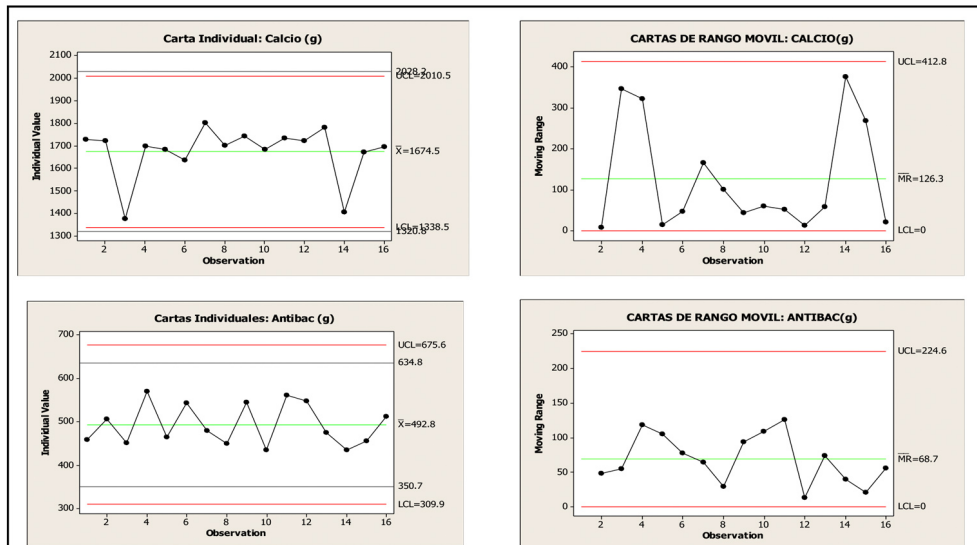 Carta Individual: Calcio (g)
2100
2000
1900
1800
1700
1600
1500
1400
1300
Individual Value
2028.2
UCL=2010.5
X=1674.5
LCL=1338.5
1320.8
2 4 6 8 10 12 14 16
Observation
CARTAS DE RANGO MOVIL: CALCIO(g)
400
300
200
100
0
Moving Range
UCL=412.8
MR=126.3
LCL=0
2 4 6 8 10 12 14 16
Observation
Cartas Individuales: Antibac (g)
700
600
500
400
300
Individual Value
UCL=675.6
634.8
X=492.8
350.7
LCL=309.9
2 4 6 8 10 12 14 16
Observation
CARTAS DE RANGO MOVIL: ANTIBAC(g)
250
200
150
100
50
0
Moving Range
UCL=224.6
MR=68.7
LCL=0
2 4 6 8 10 12 14 16
Observation